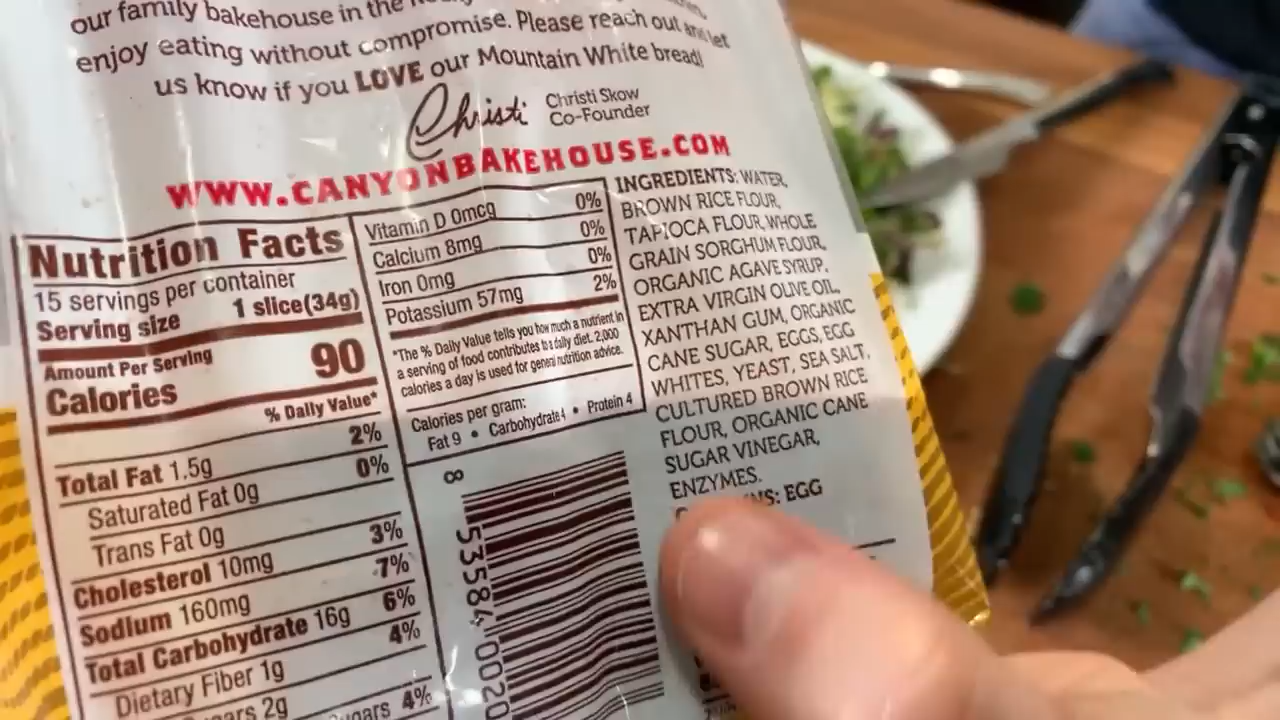 our family bakehouse in the
enjoy eating without compromise. Please reach out and let
us know if you LOVE our Mountain White bread!
Christi
Christi Skow
Co-Founder
WWW.CANYONBAKEHOUSE.COM
Nutrition Facts
15 servings per container
Serving size 1 slice(34g)
Amount Per Serving
Calories 90
% Daily Value*
Total Fat 1.5g 2%
Saturated Fat 0g 0%
Trans Fat 0g
Cholesterol 10mg 3%
Sodium 160mg 7%
Total Carbohydrate 16g 6%
Dietary Fiber 1g 4%
2g
4%
Vitamin D 0mcg 0%
Calcium 8mg 0%
Iron 0mg 0%
Potassium 57mg 2%
*The % Daily Value tells you how much a nutrient in
a serving of food contributes to a daily diet. 2,000
calories a day is used for general nutrition advice.
Calories per gram:
Fat 9 • Carbohydrate 4 • Protein 4
8 53584 0020
INGREDIENTS: WATER,
BROWN RICE FLOUR,
TAPIOCA FLOUR, WHOLE
GRAIN SORGHUM FLOUR,
ORGANIC AGAVE SYRUP,
EXTRA VIRGIN OLIVE OIL,
XANTHAN GUM, ORGANIC
CANE SUGAR, EGGS, EGG
WHITES, YEAST, SEA SALT,
CULTURED BROWN RICE
FLOUR, ORGANIC CANE
SUGAR VINEGAR,
ENZYMES.
EGG